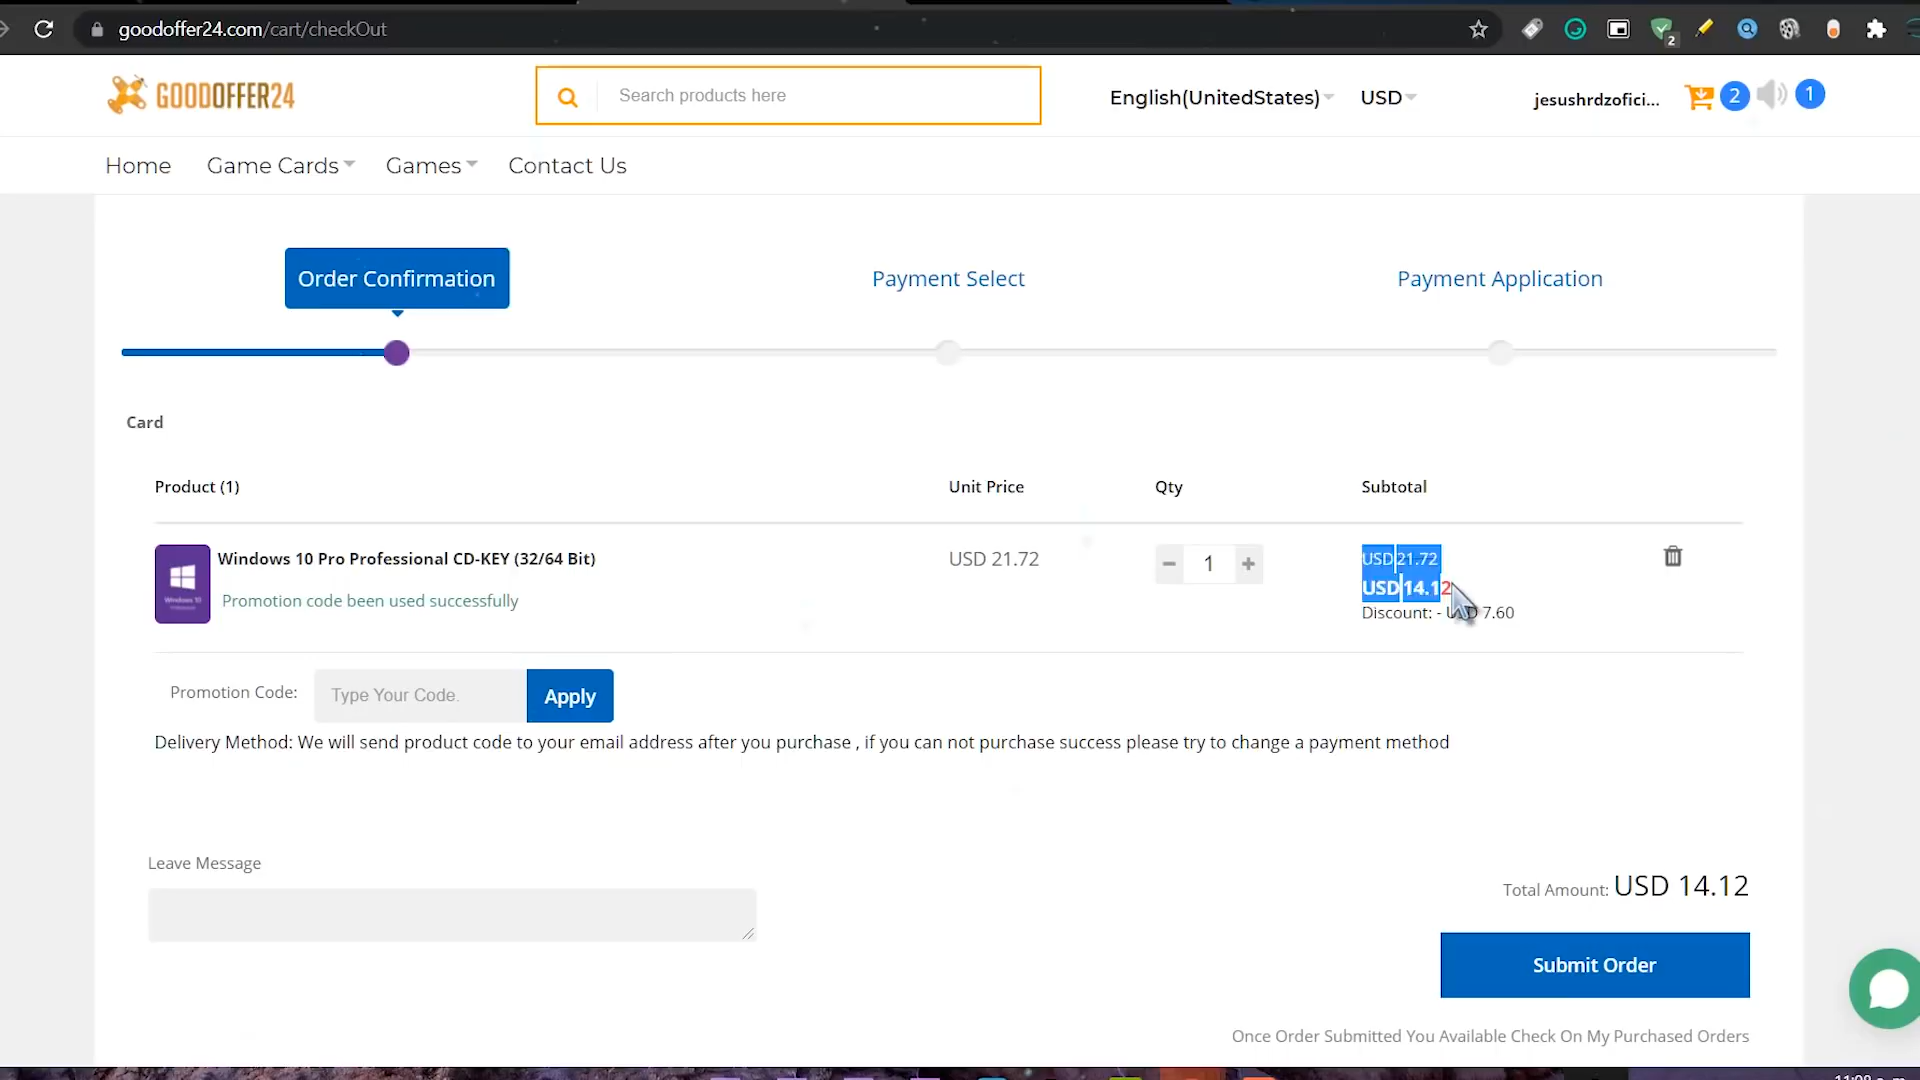 goodoffer24.com/cart/checkOut
2
GOODOFFER24
Search products here
English(UnitedStates)
USD
jesushrdzofici...
2
1
Home
Game Cards
Games
Contact Us
Order Confirmation
Payment Select
Payment Application
Card
Product (1)
Unit Price
Qty
Subtotal
Windows 10 Pro Professional CD-KEY (32/64 Bit)
USD 21.72
1
USD 21.72
USD 14.12
Promotion code been used successfully
Discount: - USD 7.60
Windows 10
Promotion Code:
Type Your Code.
Apply
Delivery Method: We will send product code to your email address after you purchase , if you can not purchase success please try to change a payment method
Leave Message
Total Amount: USD 14.12
Submit Order
Once Order Submitted You Available Check On My Purchased Orders